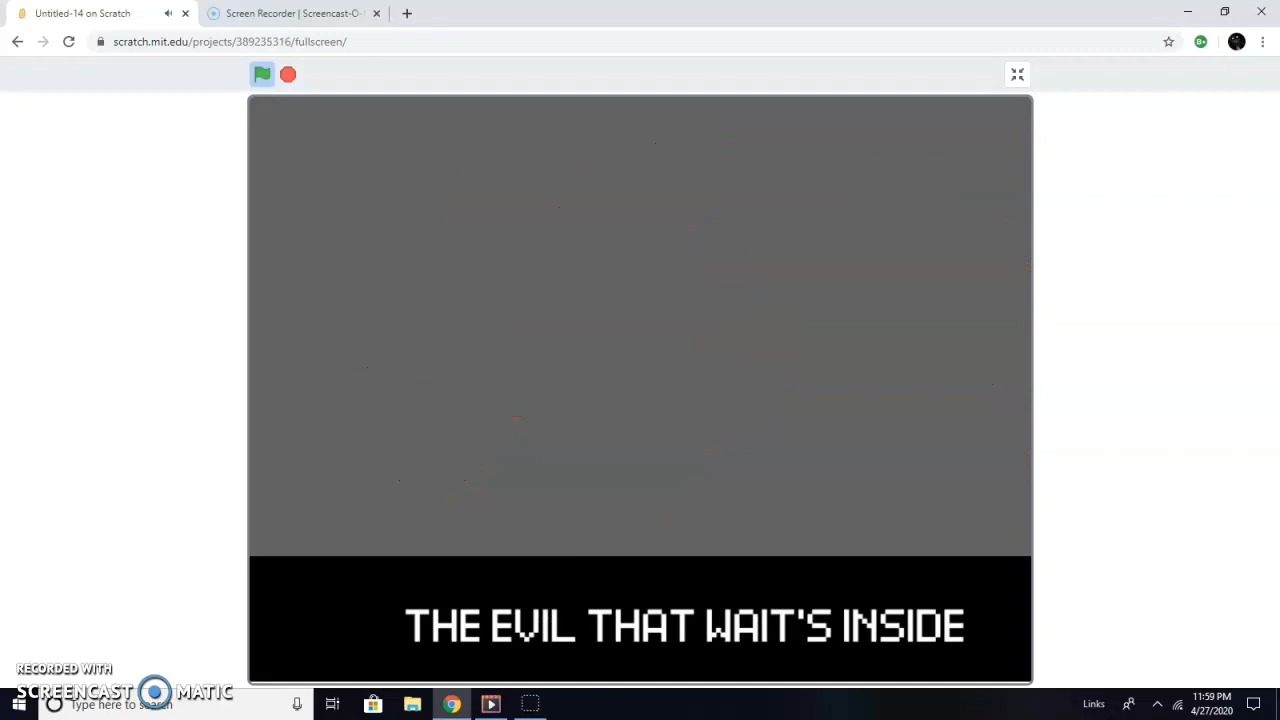 Untitled-14 on Scratch
Screen Recorder | Screencast-O-
scratch.mit.edu/projects/389235316/fullscreen/
THE EVIL THAT WAIT'S INSIDE
RECORDED WITH
SCREENCAST MATIC
Type here to search
Links
11:59 PM
4/27/2020